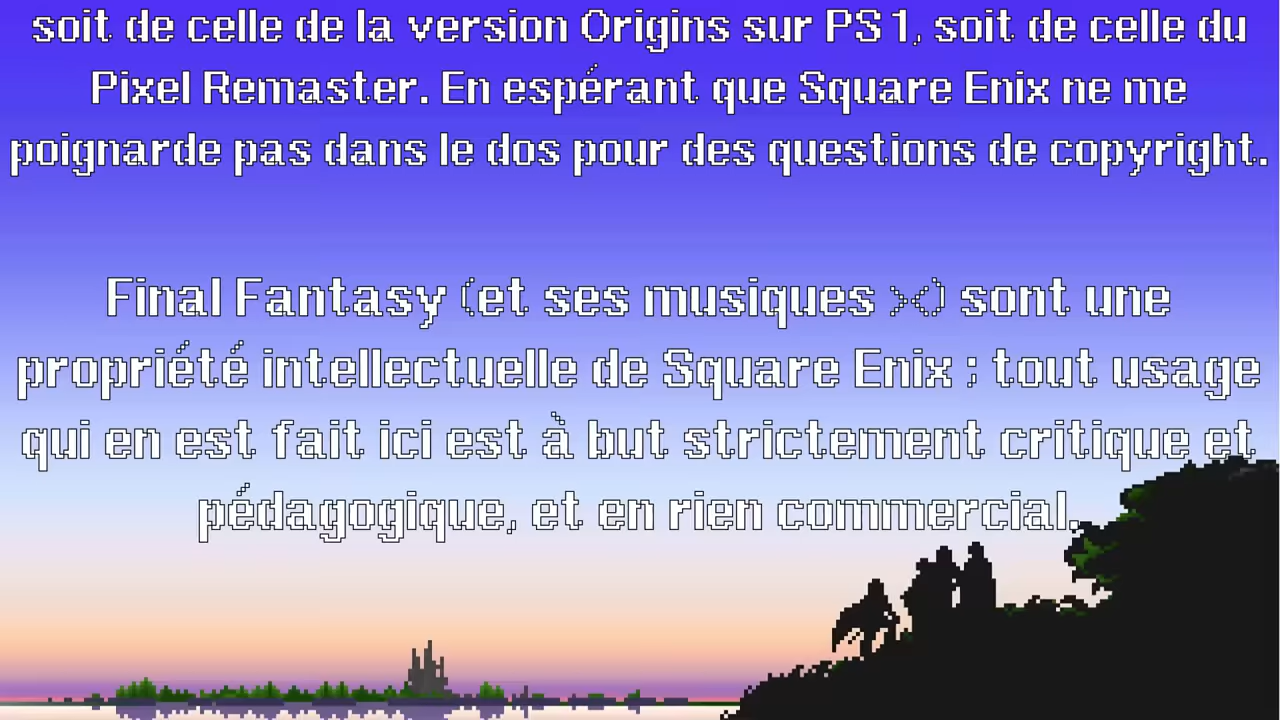 soit de celle de la version Origins sur PS1, soit de celle du
Pixel Remaster. En espérant que Square Enix ne me
poignarde pas dans le dos pour des questions de copyright.
Final Fantasy (et ses musiques ><) sont une
propriété intellectuelle de Square Enix ; tout usage
qui en est fait ici est à but strictement critique et
pédagogique, et en rien commercial.